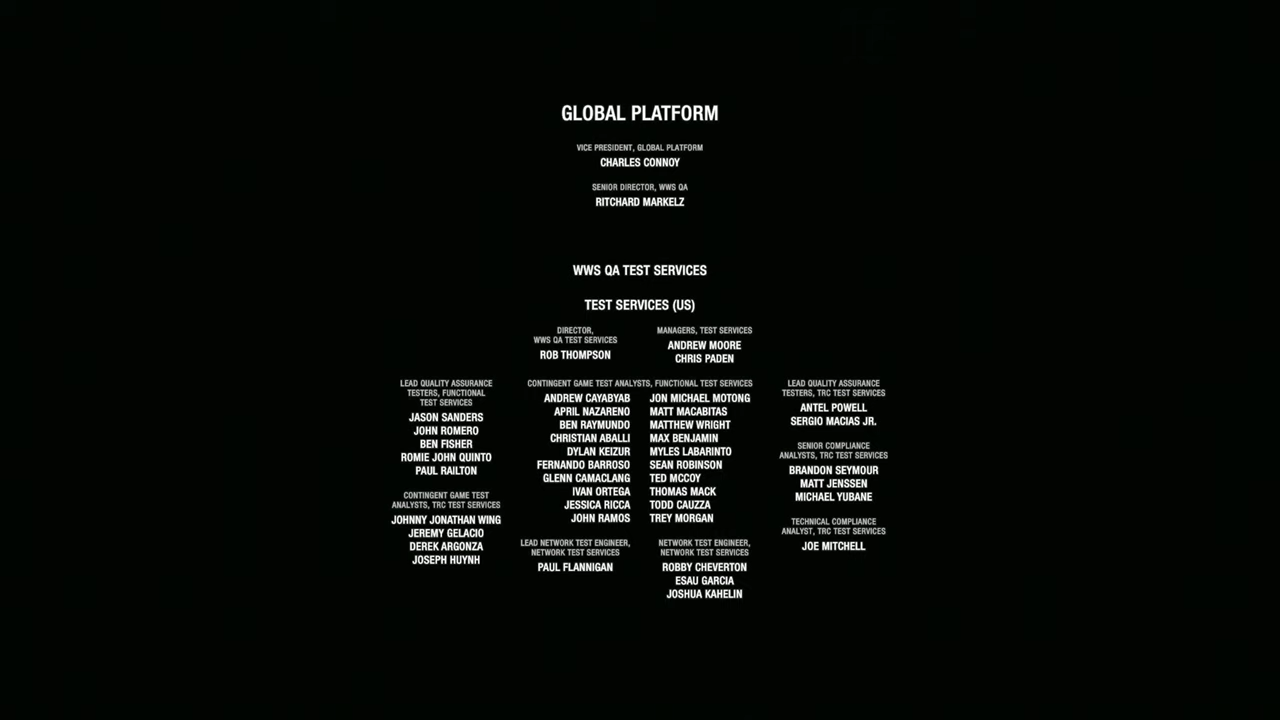 GLOBAL PLATFORM
VICE PRESIDENT, GLOBAL PLATFORM
CHARLES CONNOY
SENIOR DIRECTOR, WWS QA
RITCHARD MARKELZ
WWS QA TEST SERVICES
TEST SERVICES (US)
DIRECTOR,
WWS QA TEST SERVICES
ROB THOMPSON
MANAGERS, TEST SERVICES
ANDREW MOORE
CHRIS PADEN
LEAD QUALITY ASSURANCE
TESTERS, FUNCTIONAL
TEST SERVICES
JASON SANDERS
JOHN ROMERO
BEN FISHER
ROMIE JOHN QUINTO
PAUL RAILTON
CONTINGENT GAME TEST
ANALYSTS, TRC TEST SERVICES
JOHNNY JONATHAN WING
JEREMY GELACIO
DEREK ARGONZA
JOSEPH HUYNH
CONTINGENT GAME TEST ANALYSTS, FUNCTIONAL TEST SERVICES
ANDREW CAYABYAB
APRIL NAZARENO
BEN RAYMUNDO
CHRISTIAN ABALLI
DYLAN KEIZUR
FERNANDO BARROSO
GLENN CAMACLANG
IVAN ORTEGA
JESSICA RICCA
JOHN RAMOS
JON MICHAEL MOTONG
MATT MACABITAS
MATTHEW WRIGHT
MAX BENJAMIN
MYLES LABARINTO
SEAN ROBINSON
TED MCCOY
THOMAS MACK
TODD CAUZZA
TREY MORGAN
LEAD NETWORK TEST ENGINEER,
NETWORK TEST SERVICES
PAUL FLANNIGAN
NETWORK TEST ENGINEER,
NETWORK TEST SERVICES
ROBBY CHEVERTON
ESAU GARCIA
JOSHUA KAHELIN
LEAD QUALITY ASSURANCE
TESTERS, TRC TEST SERVICES
ANTEL POWELL
SERGIO MACIAS JR.
SENIOR COMPLIANCE
ANALYSTS, TRC TEST SERVICES
BRANDON SEYMOUR
MATT JENSSEN
MICHAEL YUBANE
TECHNICAL COMPLIANCE
ANALYST, TRC TEST SERVICES
JOE MITCHELL